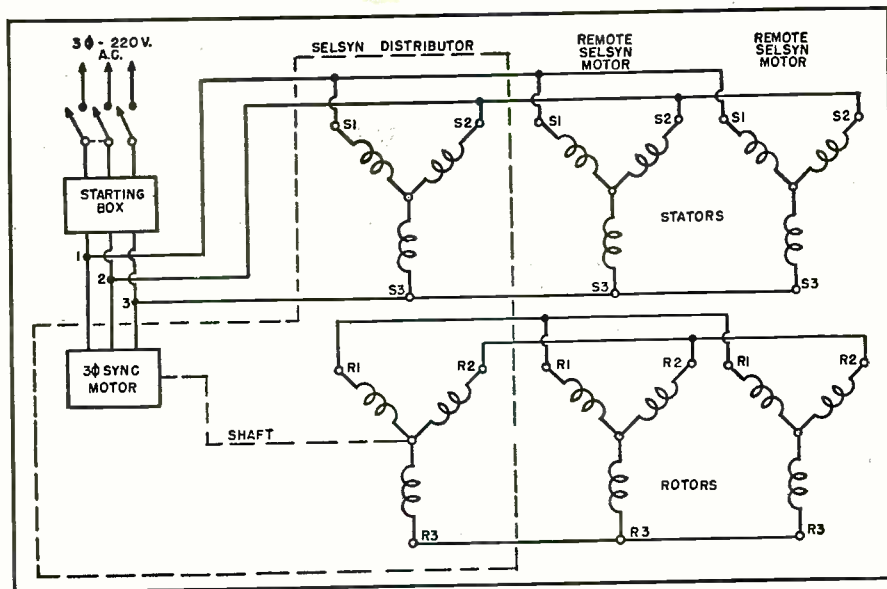 3ϕ - 220 V.
A.C.
SELSYN DISTRIBUTOR
REMOTE
SELSYN
MOTOR
REMOTE
SELSYN
MOTOR
S1
S2
S1
S2
S1
S2
STARTING
BOX
STATORS
1
2
3
S3
S3
S3
3ϕ SYNC
MOTOR
R1
R2
R1
R2
R1
R2
SHAFT
ROTORS
R3
R3
R3